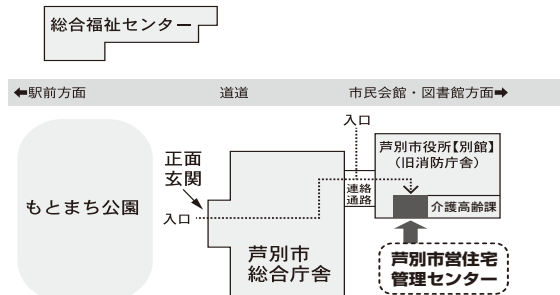 総合福祉センター
←駅前方面
道道
市民会館・図書館方面→
入口
芦別市役所【別館】
(旧消防庁舎)
正面
玄関
連絡
通路
もとまち公園
入口
介護高齢課
芦別市
総合庁舎
芦別市営住宅
管理センター